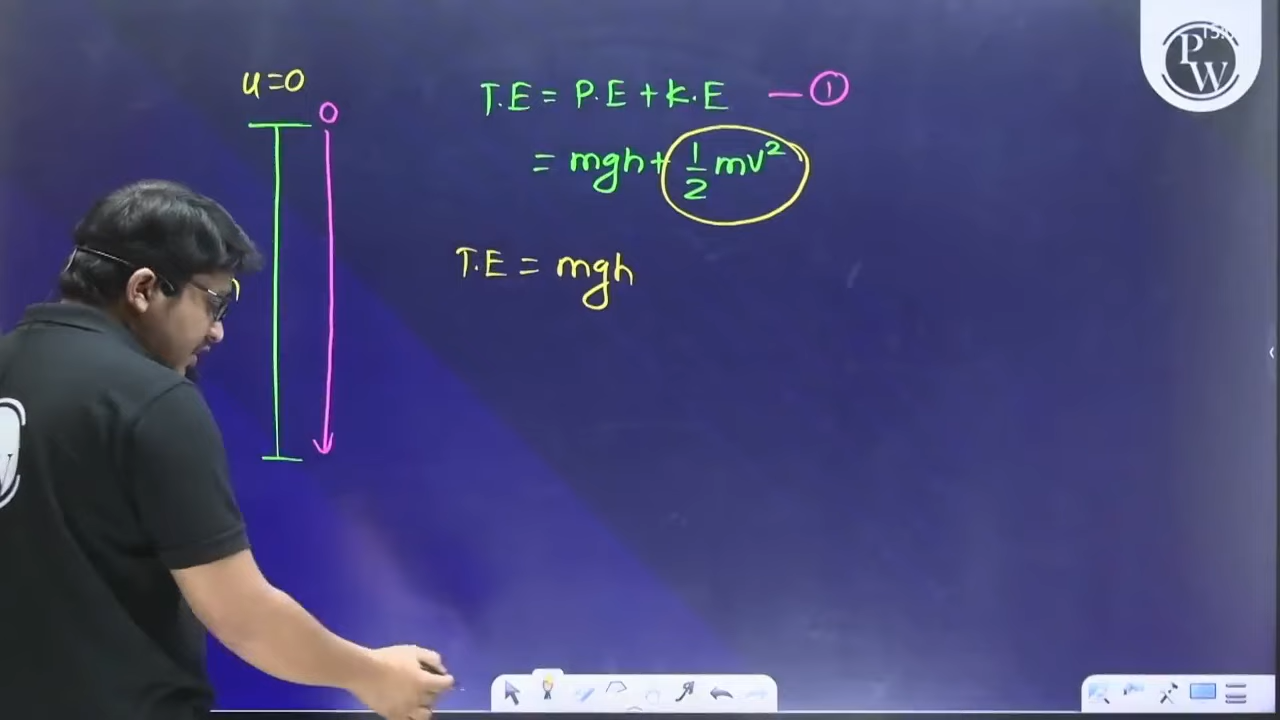 u=0
T.E = P.E + K.E — ①
= mgh + 1/2 mv²
T.E = mgh
PW